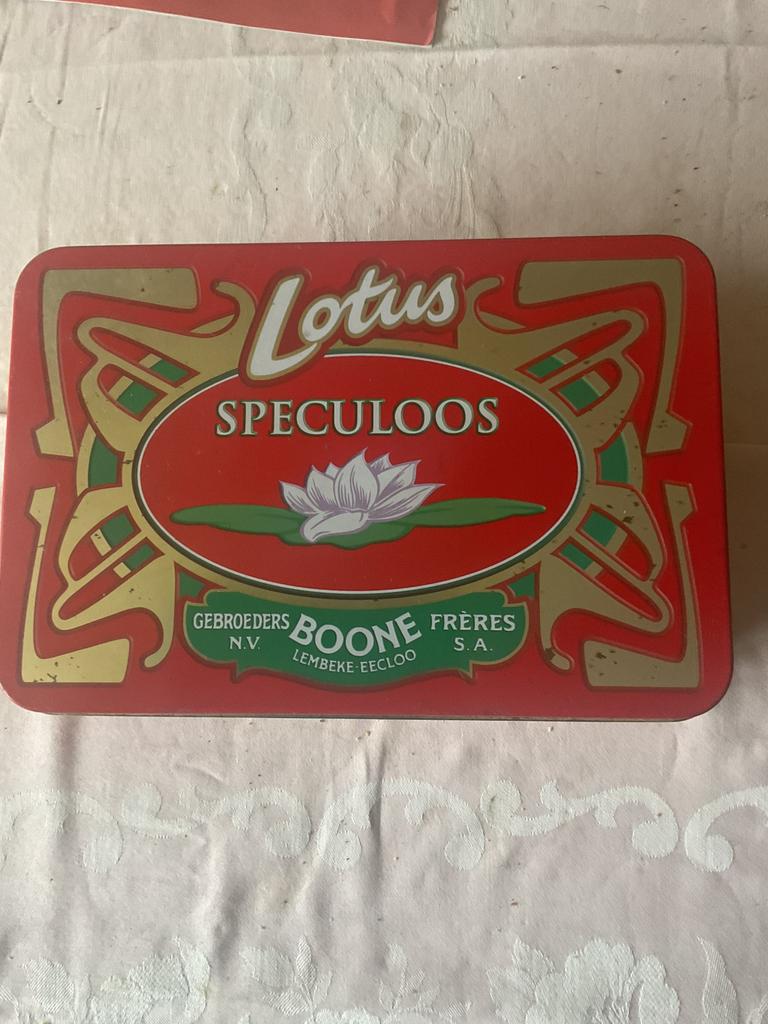 Lotus
SPECULOOS
GEBROEDERS BOONE FRÈRES
N.V. S.A.
LEMBEKE-EECLOO